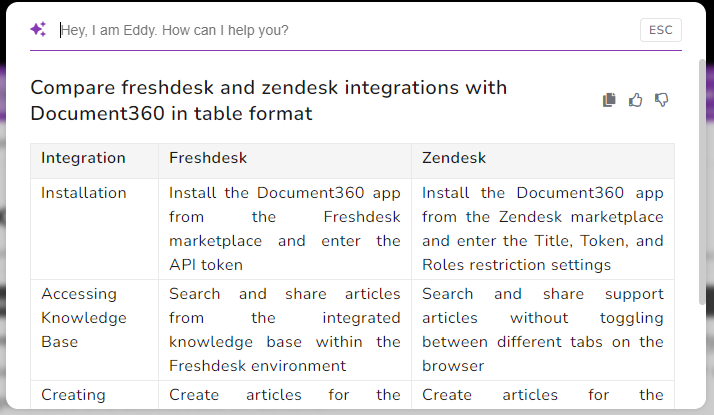 Hey, I am Eddy. How can I help you?
ESC
Compare freshdesk and zendesk integrations with
Document360 in table format
Integration
Freshdesk
Zendesk
Installation
Install the Document360 app
from the Freshdesk
marketplace and enter the
API token
Install the Document360 app
from the Zendesk marketplace
and enter the Title, Token, and
Roles restriction settings
Accessing
Knowledge
Base
Search and share articles
from the integrated
knowledge base within the
Freshdesk environment
Search and share support
articles without toggling
between different tabs on the
browser
Creating
Create articles for the
Create articles for the